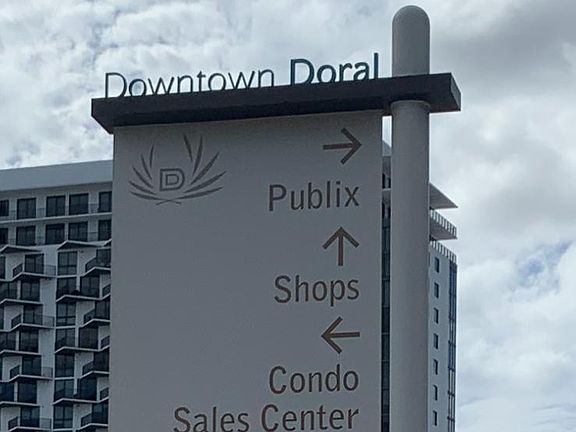 Downtown Doral
D
→
Publix
↑
Shops
←
Condo
Sales Center